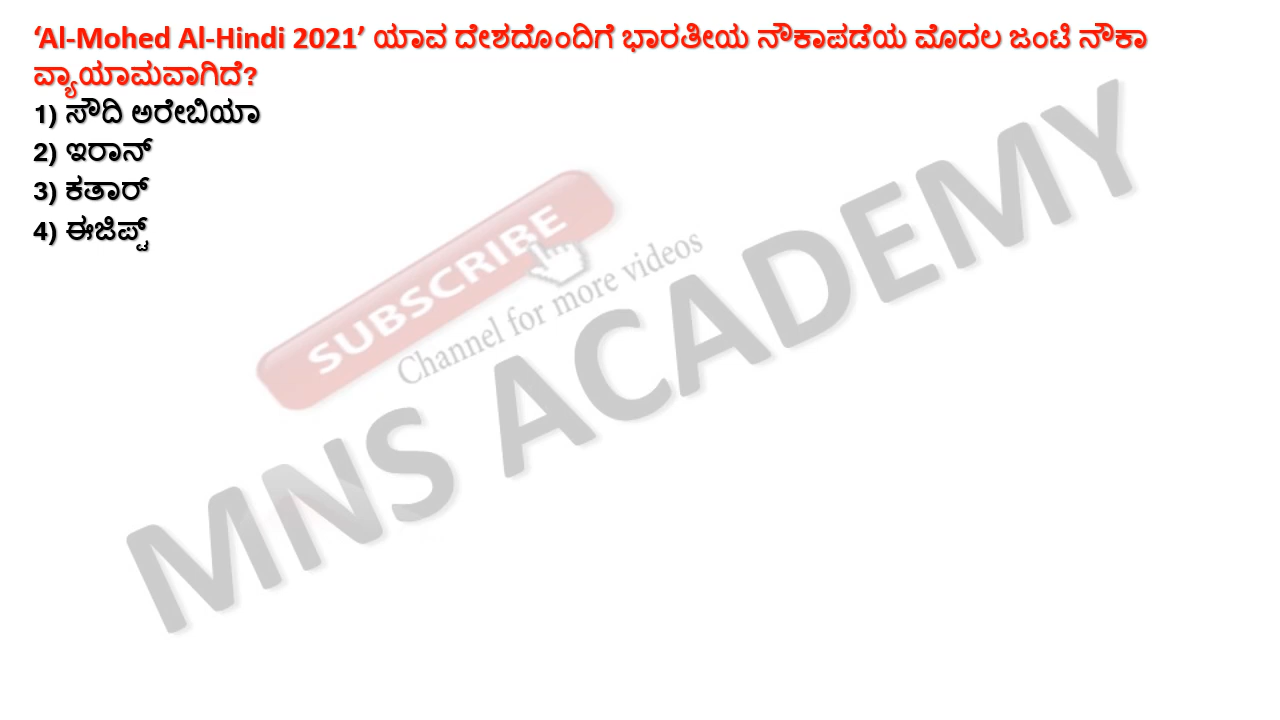 ‘Al-Mohed Al-Hindi 2021’ ಯಾವ ದೇಶದೊಂದಿಗೆ ಭಾರತೀಯ ನೌಕಾಪಡೆಯ ಮೊದಲ ಜಂಟಿ ನೌಕಾ
ವ್ಯಾಯಾಮವಾಗಿದೆ?
1) ಸೌದಿ ಅರೇಬಿಯಾ
2) ಇರಾನ್
3) ಕತಾರ್
4) ಈಜಿಪ್ಟ್
SUBSCRIBE
Channel for more videos
MNS ACADEMY